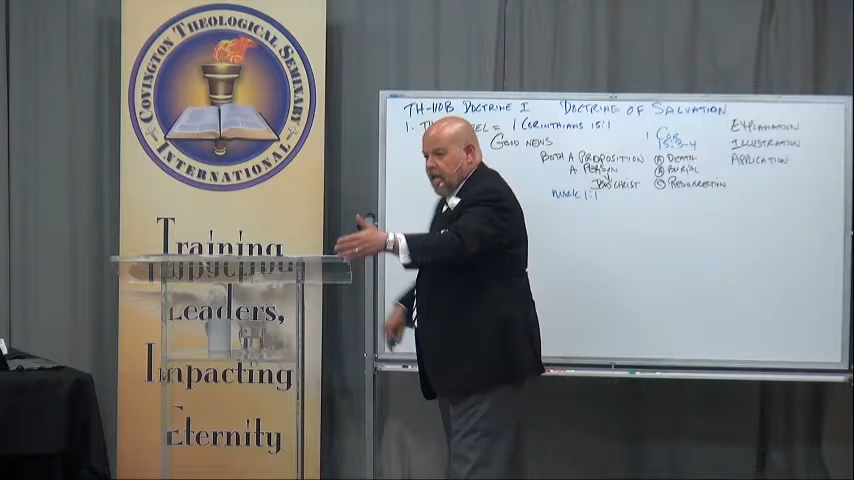 COVINGTON THEOLOGICAL SEMINARY
INTERNATIONAL
Training
Leaders,
Impacting
Eternity
TH-110B DOCTRINE I DOCTRINE OF SALVATION
1. = 1 CORINTHIANS 15:1
GOOD NEWS
BOTH A PROPOSITION
A PERSON
JESUS CHRIST
MARK 1:1
1 COR
15:3-4
A DEATH
B BURIAL
C RESURRECTION
EXPLANATION
ILLUSTRATION
APPLICATION